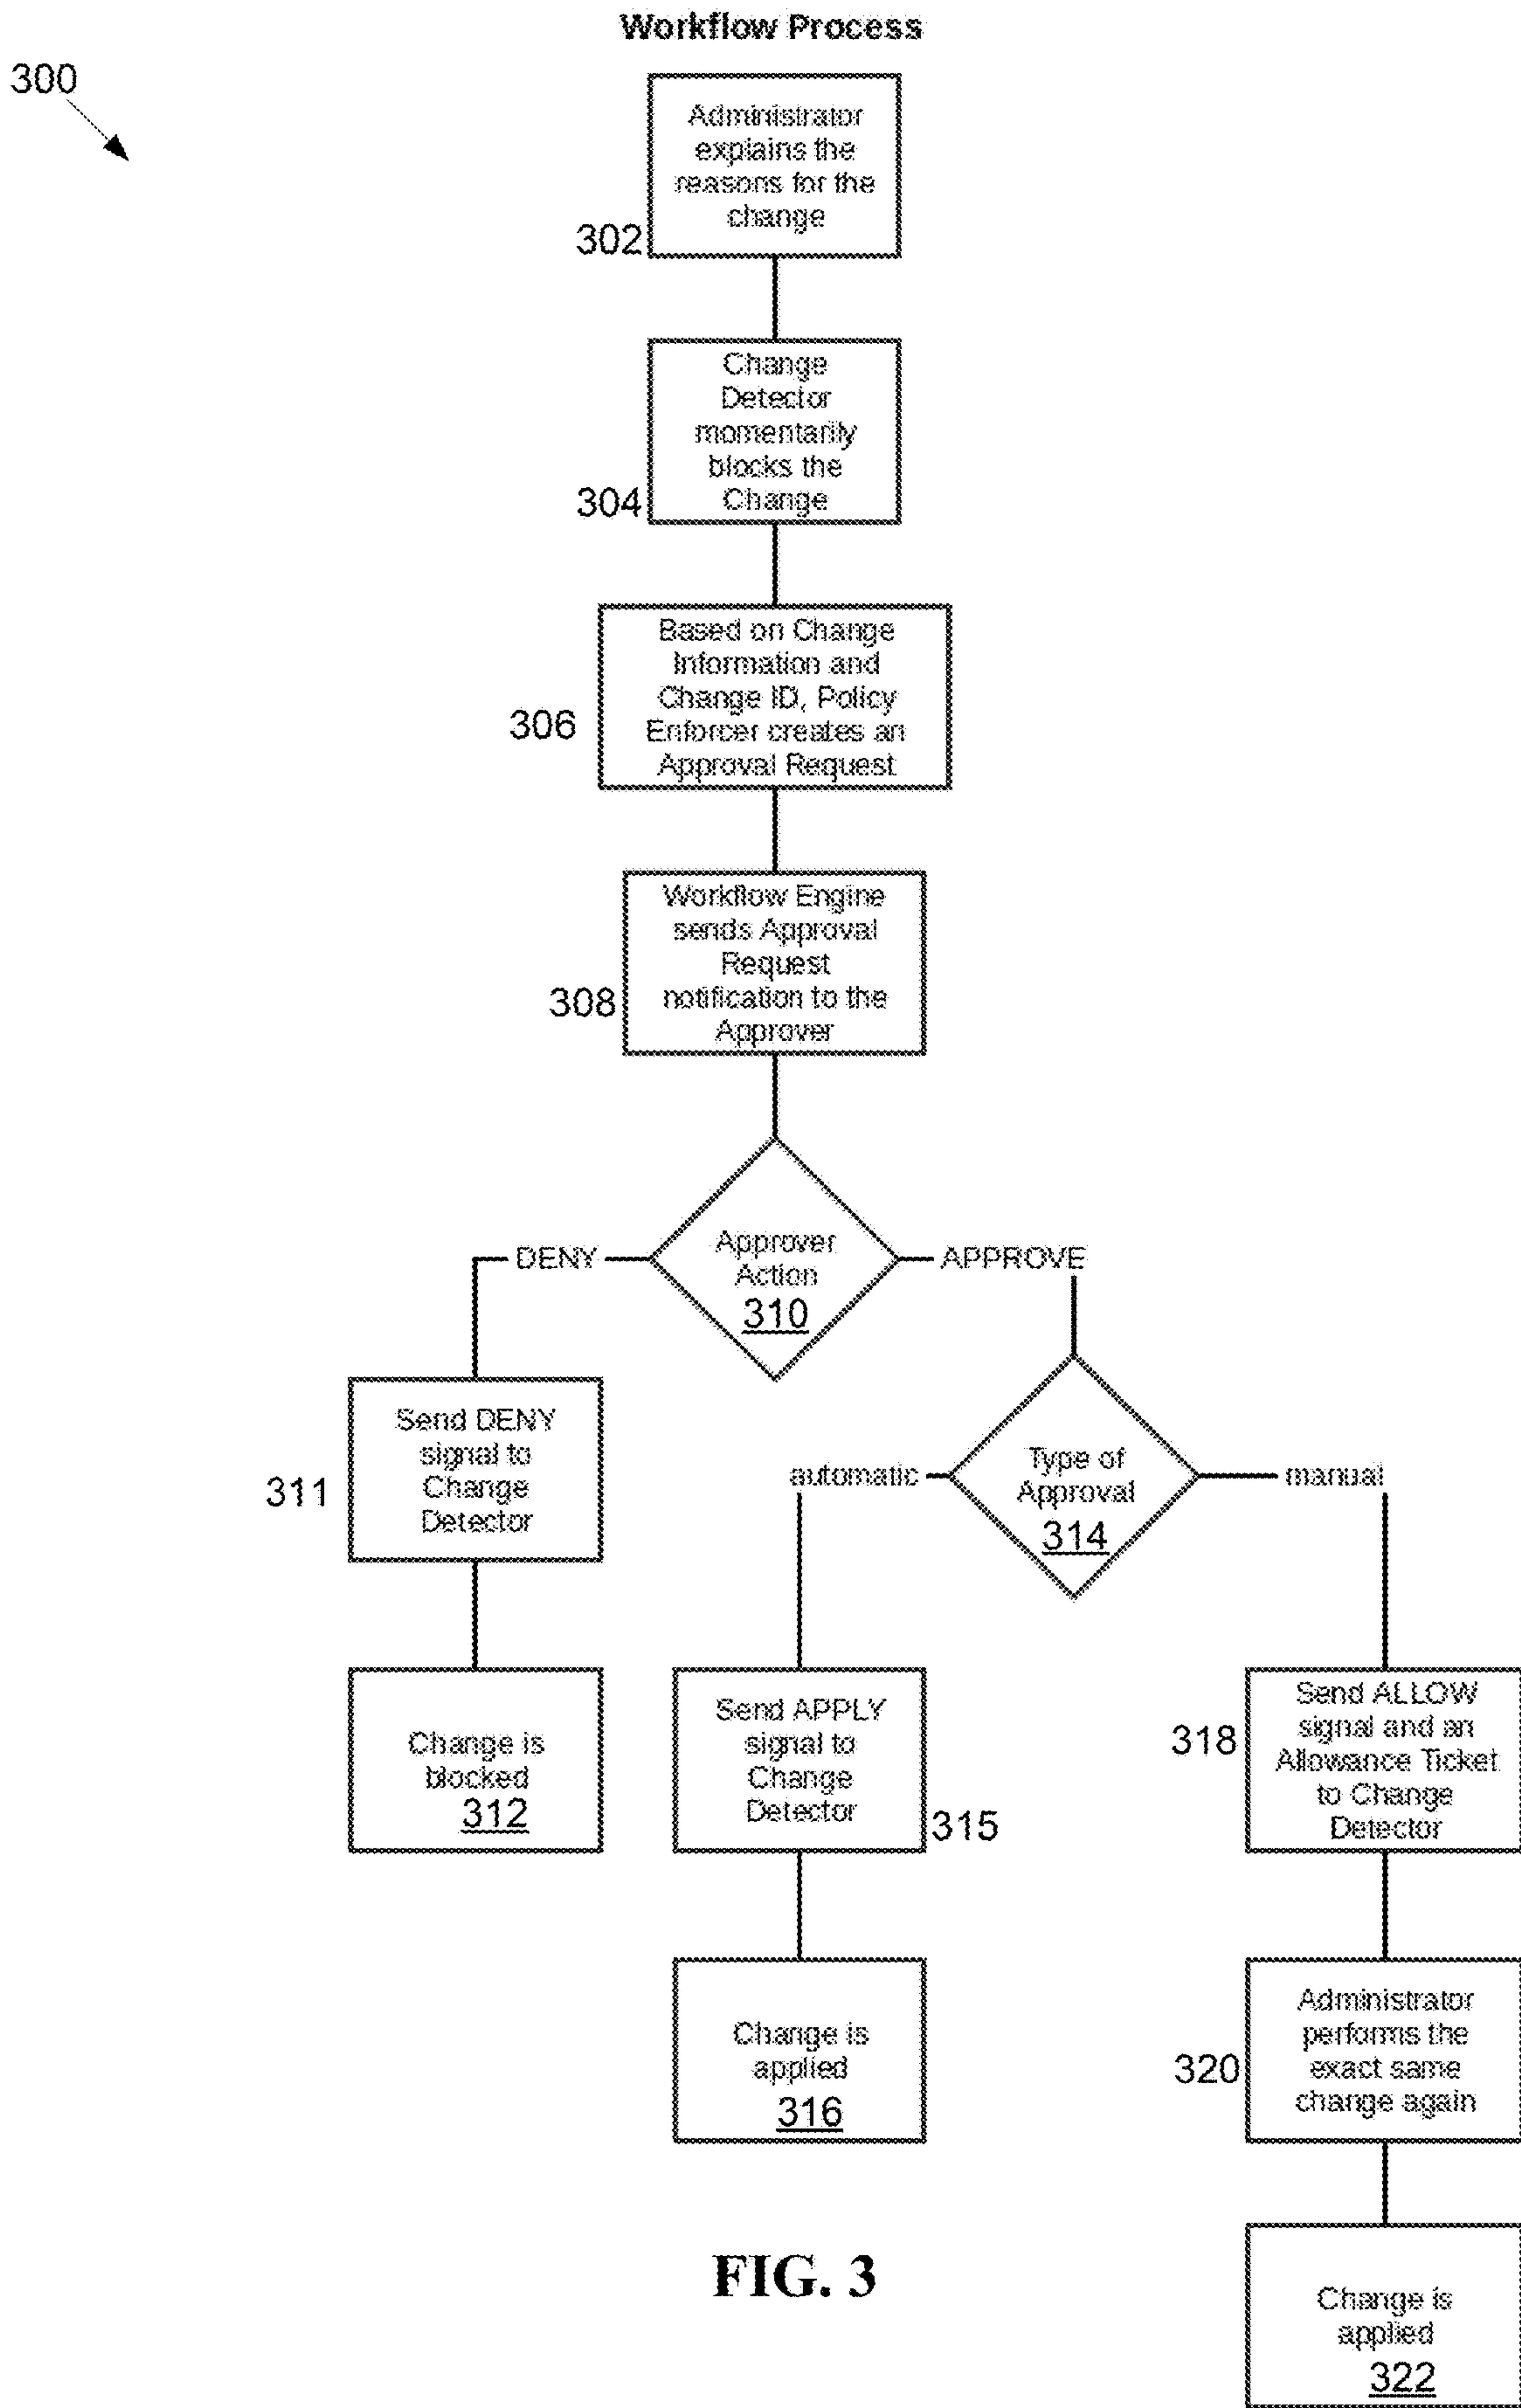 Workflow Process
300
Administrator
explains the
reasons for the
change
302
Change
Detector
momentarily
blocks the
Change
304
Based on Change
Information and
Change ID, Policy
Enforcer creates an
Approval Request
306
Workflow Engine
sends Approval
Request
notification to the
Approver
308
DENY
Approver
Action
310
APPROVE
Send DENY
signal to
Change
Detector
311
automatic
Type of
Approval
314
manual
Change is
blocked
312
Send APPLY
signal to
Change
Detector
315
Send ALLOW
signal and an
Allowance Ticket
to Change
Detector
318
Change is
applied
316
Administrator
performs the
exact same
change again
320
Change is
applied
322
FIG. 3